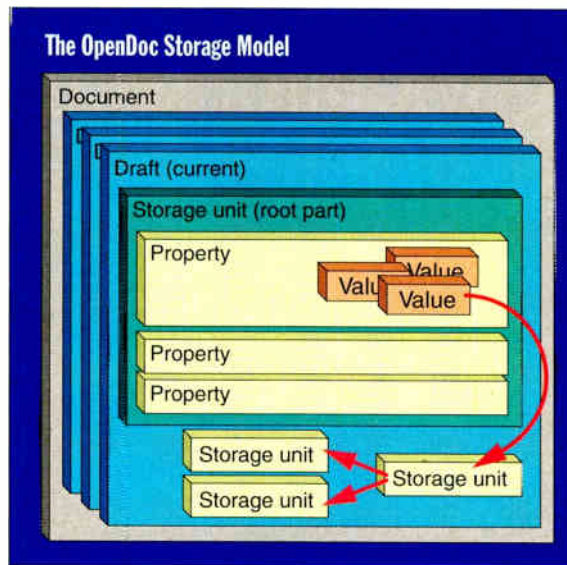 The OpenDoc Storage Model
Document
Draft (current)
Storage unit (root part)
Property
Value
Value
Value
Property
Property
Storage unit
Storage unit
Storage unit